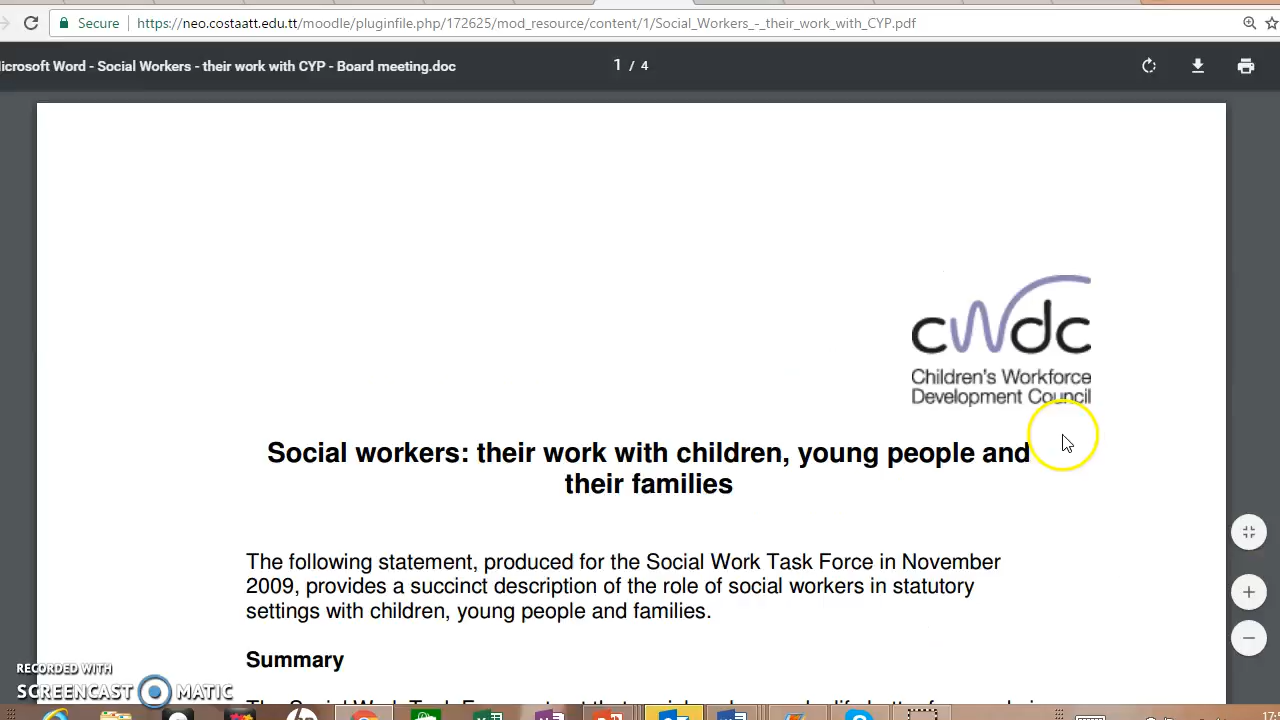 Secure https://neo.costaatt.edu.tt/moodle/pluginfile.php/172625/mod_resource/content/1/Social_Workers_-_their_work_with_CYP.pdf
icrosoft Word - Social Workers - their work with CYP - Board meeting.doc 1 / 4
cwdc
Children's Workforce
Development Council
Social workers: their work with children, young people and
their families
The following statement, produced for the Social Work Task Force in November
2009, provides a succinct description of the role of social workers in statutory
settings with children, young people and families.
Summary
RECORDED WITH
SCREENCAST MATIC